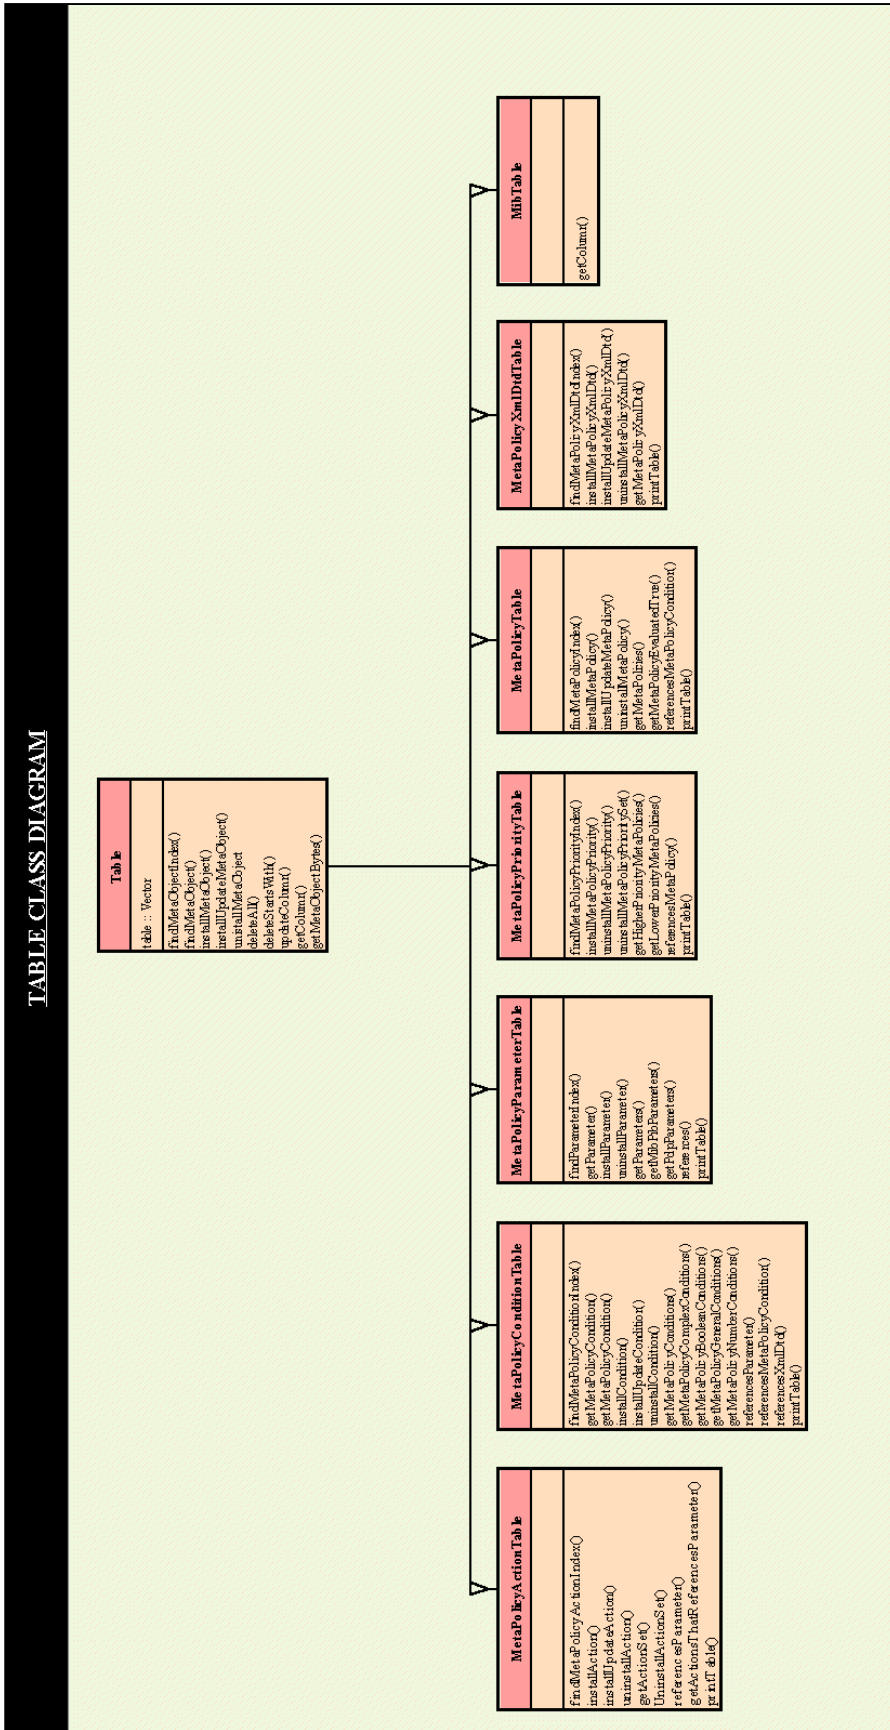 TABLE CLASS DIAGRAM
Table
table :: Vector
findMetaObjectIndex()
findMetaObject()
installMetaObject()
installUpdateMetaObject()
unistallMetaObject
deleteAll()
deleteStartsWith()
updateColumn()
getColumn()
getMetaObjectBytes()
MetaPolicyActionTable
findMetaPolicyActionIndex()
installAction()
installUpdateAction()
uninstallAction()
getActionSet()
UninstallActionSet()
referencesParameter()
getActionsThatReferencesParameter()
printTable()
MetaPolicyConditionTable
findMetaPolicyConditionIndex()
getMetaPolicyCondition()
getMetaPolicyCondition()
installCondition()
installUpdateCondition()
uninstallCondition()
getMetaPolicyConditions()
getMetaPolicyComplexConditions()
getMetaPolicyBooleanConditions()
getMetaPolicyGeneralConditions()
getMetaPolicyNumberConditions()
referencesParameter()
referencesMetaPolicyCondition()
referencesXmlDtd()
printTable()
MetaPolicyParameterTable
findParameterIndex()
getParameter()
installParameter()
uninstallParameter()
getParameters()
getMibPibParameters()
getPdpParameters()
references()
printTable()
MetaPolicyPriorityTable
findMetaPolicyPriorityIndex()
installMetaPolicyPriority()
uninstallMetaPolicyPriority()
uninstallMetaPolicyPrioritySet()
getHigherPriorityMetaPolicies()
getLowerPriorityMetaPolicies()
referencesMetaPolicy()
printTable()
MetaPolicyTable
findMetaPolicyIndex()
installMetaPolicy()
installUpdateMetaPolicy()
uninstallMetaPolicy()
getMetaPolicies()
getMetaPolicyEvaluatedTrue()
referencesMetaPolicyCondition()
printTable()
MetaPolicyXmlDtdTable
findMetaPolicyXmlDtdIndex()
installMetaPolicyXmlDtd()
installUpdateMetaPolicyXmlDtd()
uninstallMetaPolicyXmlDtd()
getMetaPolicyXmlDtd()
printTable()
MibTable
getColumn()